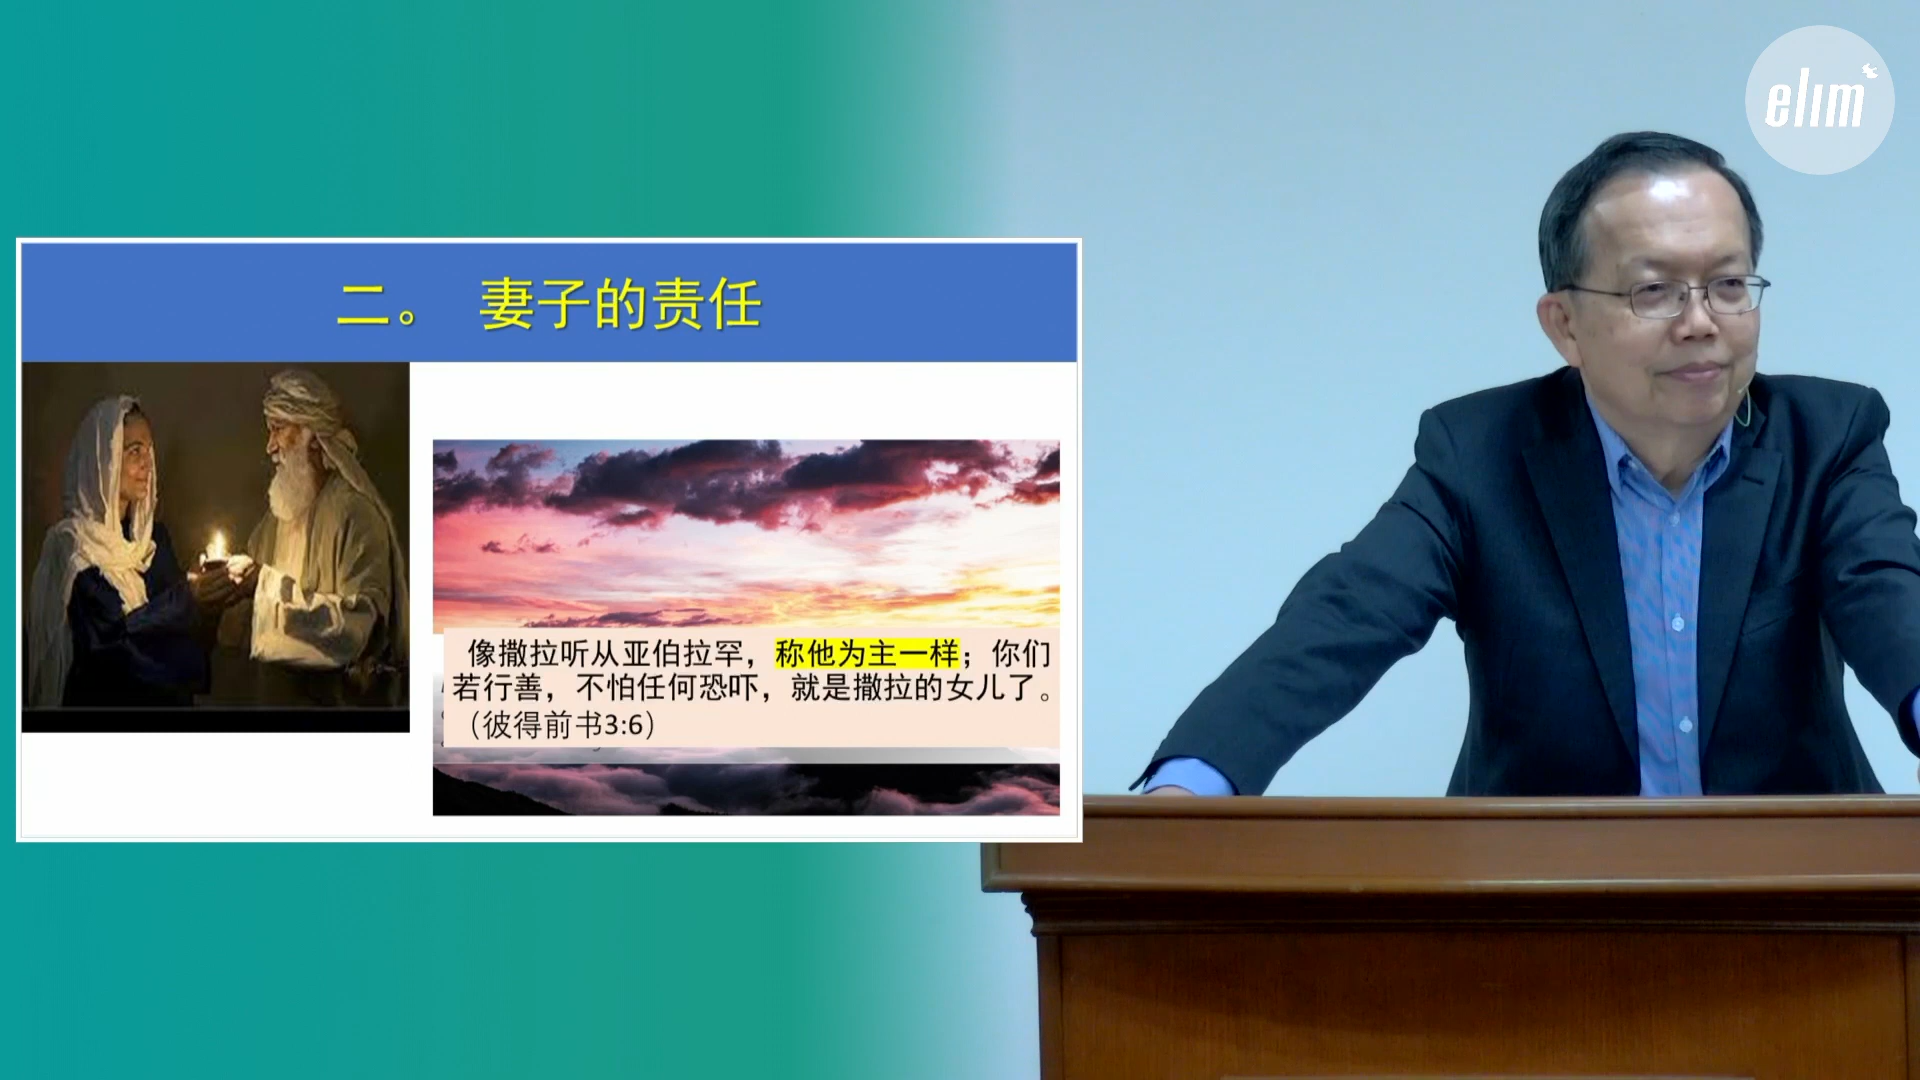 elim
二。 妻子的责任
像撒拉听从亚伯拉罕，称他为主一样；你们
若行善，不怕任何恐吓，就是撒拉的女儿了。
（彼得前书3:6）